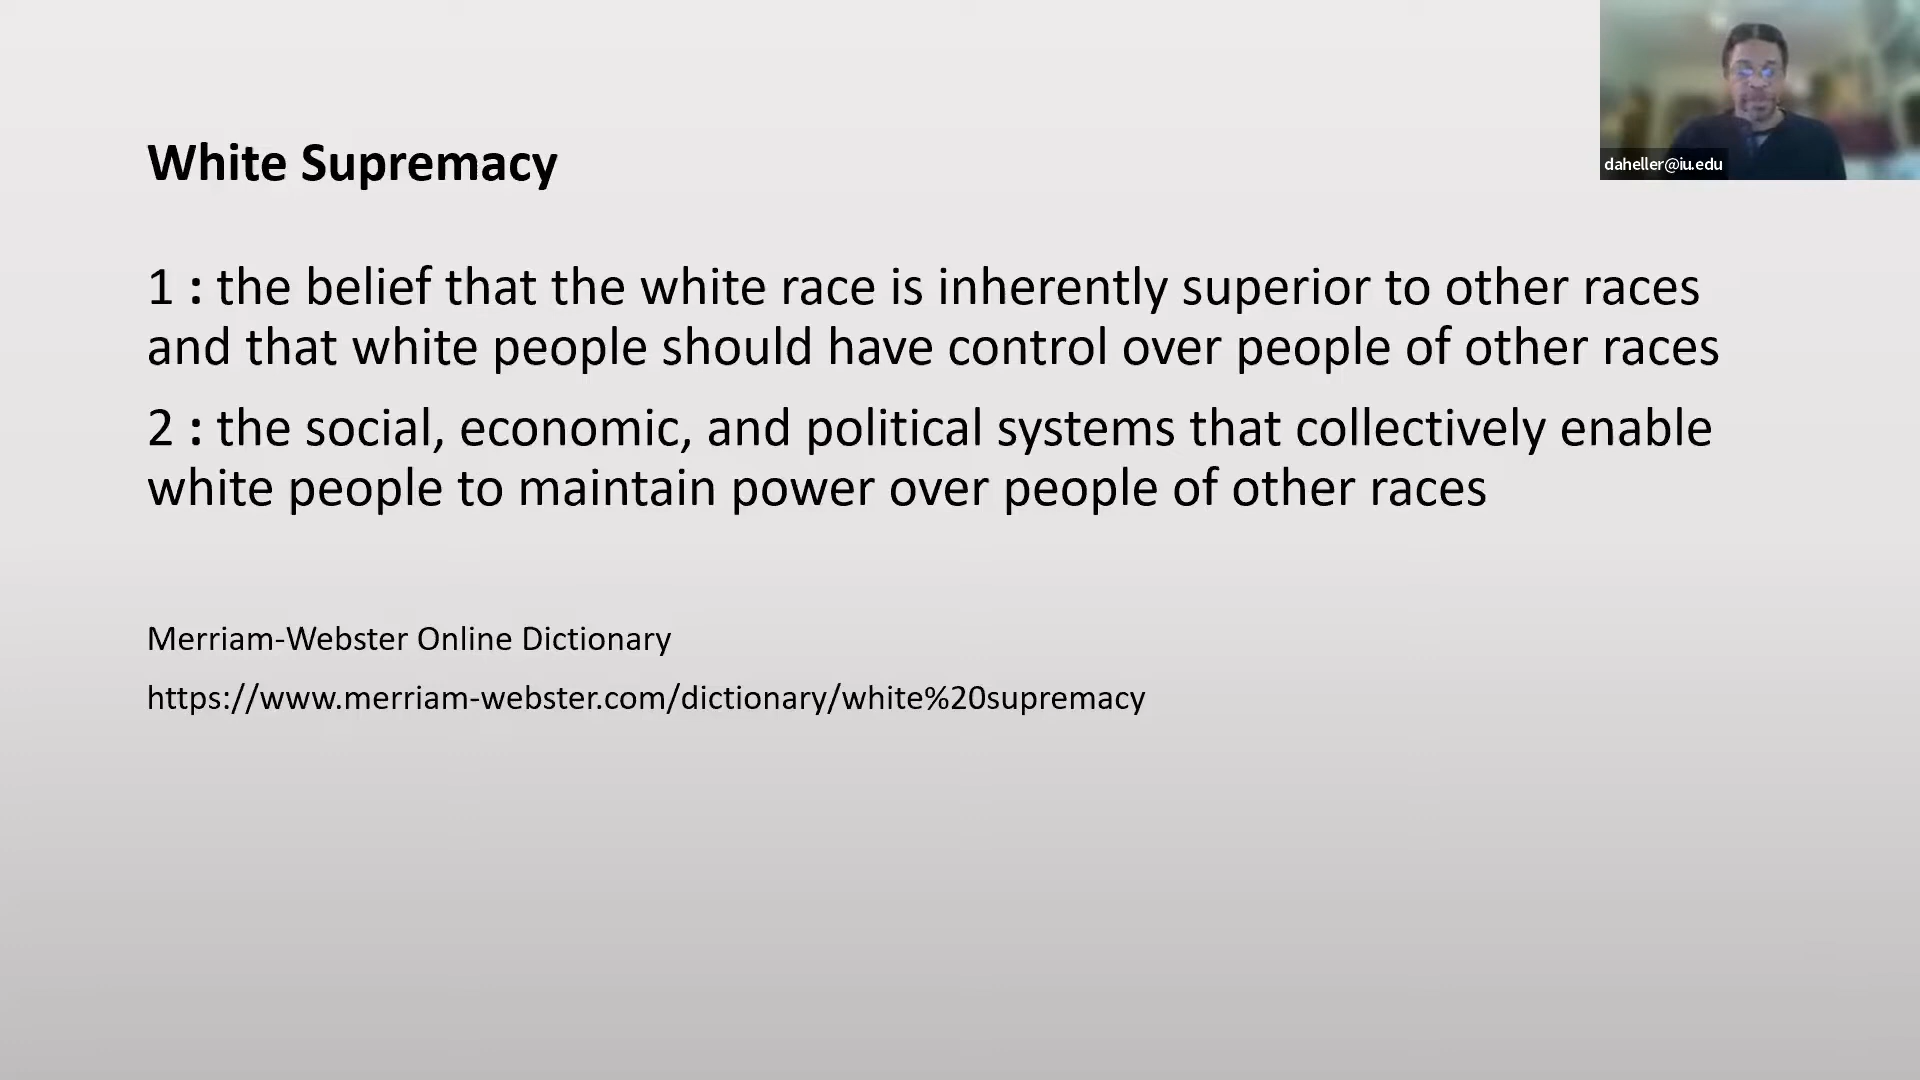 White Supremacy
1 : the belief that the white race is inherently superior to other races
and that white people should have control over people of other races
2 : the social, economic, and political systems that collectively enable
white people to maintain power over people of other races
Merriam-Webster Online Dictionary
https://www.merriam-webster.com/dictionary/white%20supremacy
daheller@iu.edu